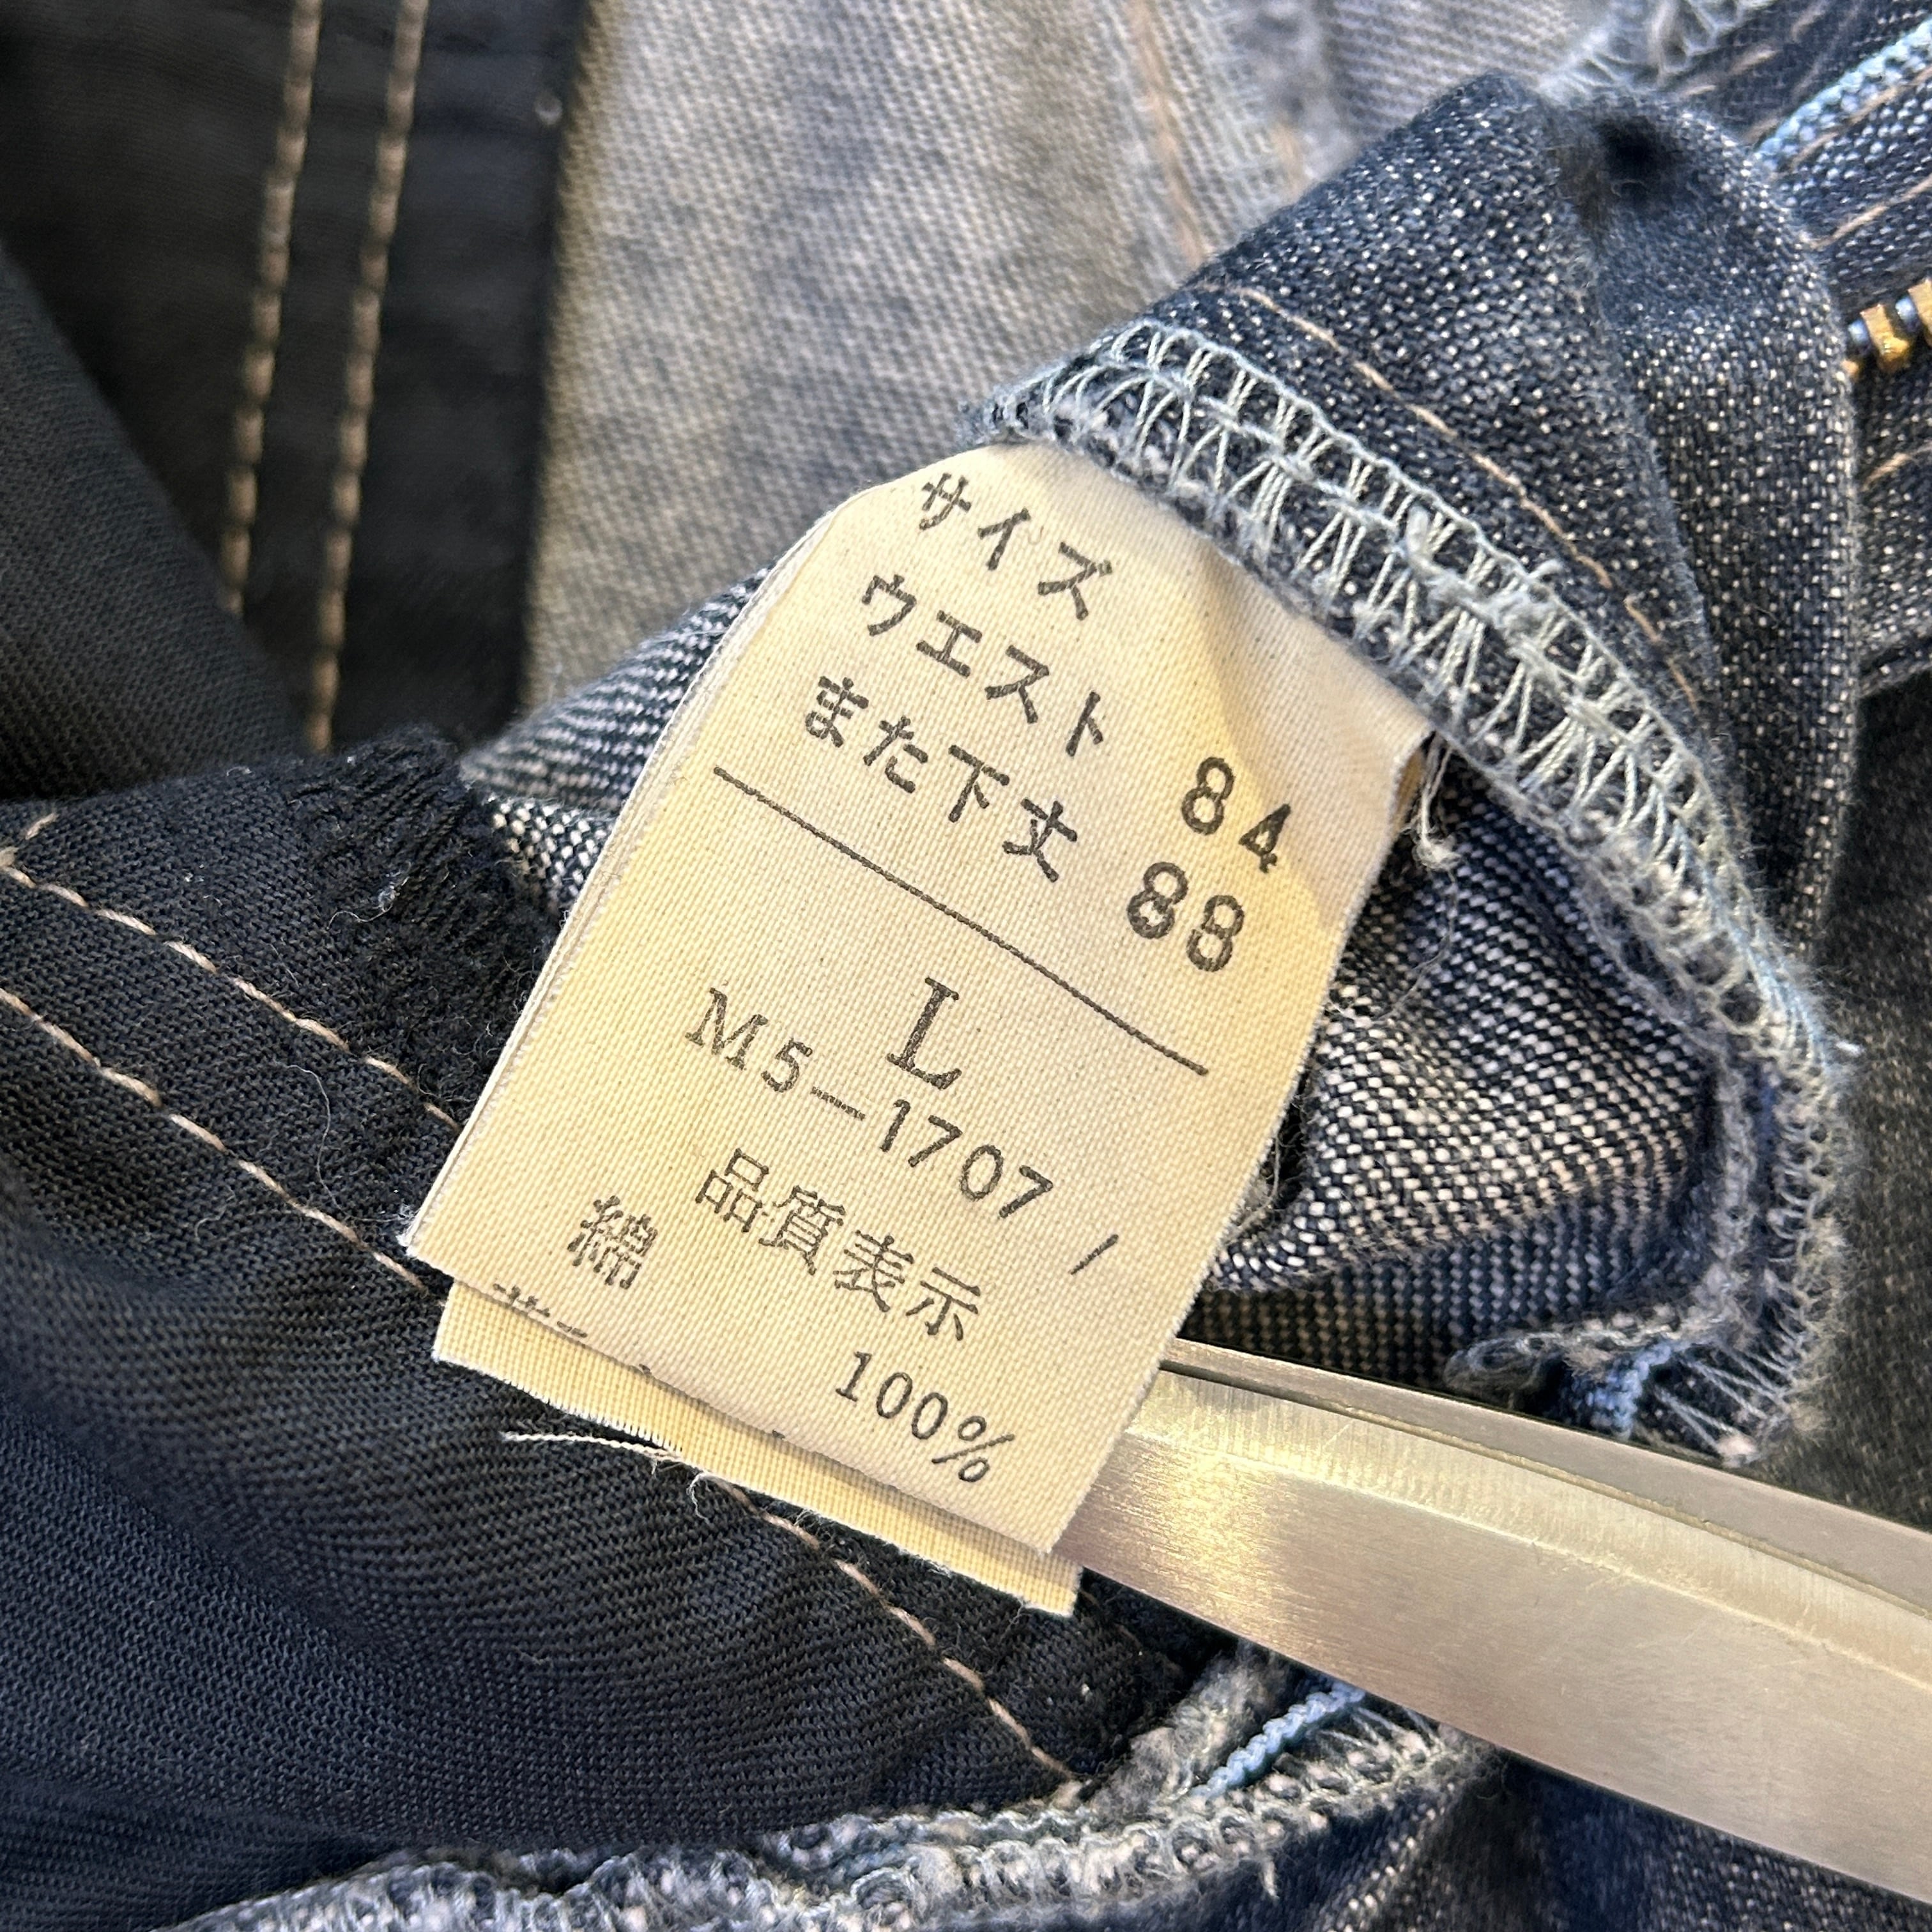 サイズ
ウエスト 84
また下丈 88
L
M5—1707 /
品質表示
綿 100%